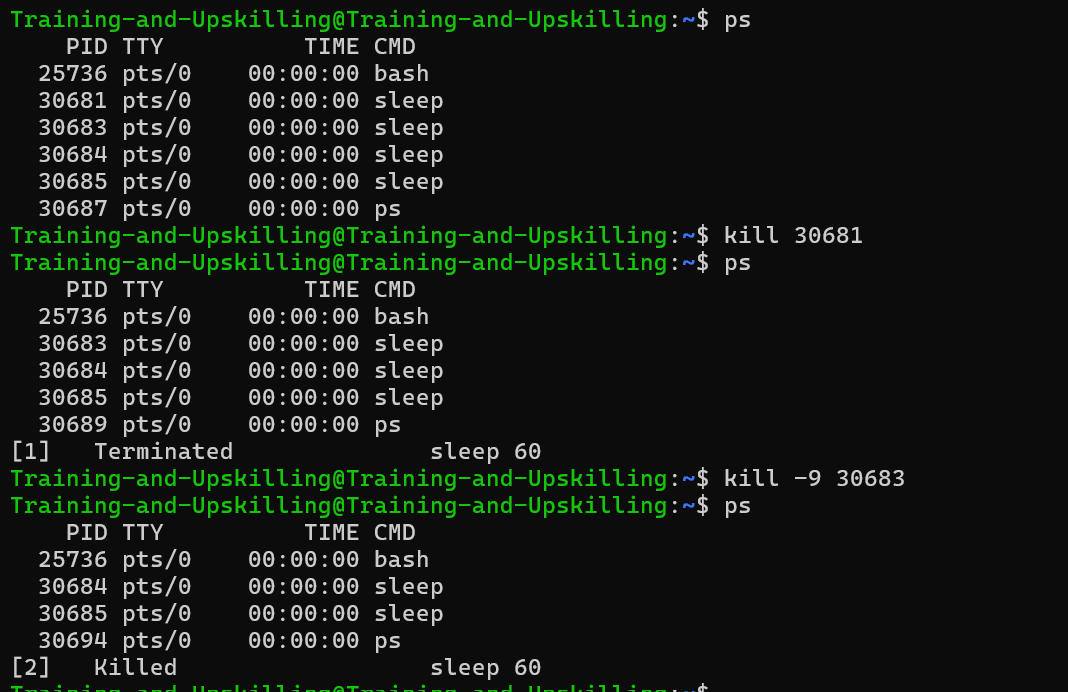 Training-and-Upskilling@Training-and-Upskilling:~$ ps
    PID TTY          TIME CMD
  25736 pts/0    00:00:00 bash
  30681 pts/0    00:00:00 sleep
  30683 pts/0    00:00:00 sleep
  30684 pts/0    00:00:00 sleep
  30685 pts/0    00:00:00 sleep
  30687 pts/0    00:00:00 ps
Training-and-Upskilling@Training-and-Upskilling:~$ kill 30681
Training-and-Upskilling@Training-and-Upskilling:~$ ps
    PID TTY          TIME CMD
  25736 pts/0    00:00:00 bash
  30683 pts/0    00:00:00 sleep
  30684 pts/0    00:00:00 sleep
  30685 pts/0    00:00:00 sleep
  30689 pts/0    00:00:00 ps
[1]   Terminated              sleep 60
Training-and-Upskilling@Training-and-Upskilling:~$ kill -9 30683
Training-and-Upskilling@Training-and-Upskilling:~$ ps
    PID TTY          TIME CMD
  25736 pts/0    00:00:00 bash
  30684 pts/0    00:00:00 sleep
  30685 pts/0    00:00:00 sleep
  30694 pts/0    00:00:00 ps
[2]   Killed                  sleep 60
Training-and-Upskilling@Training-and-Upskilling:~$